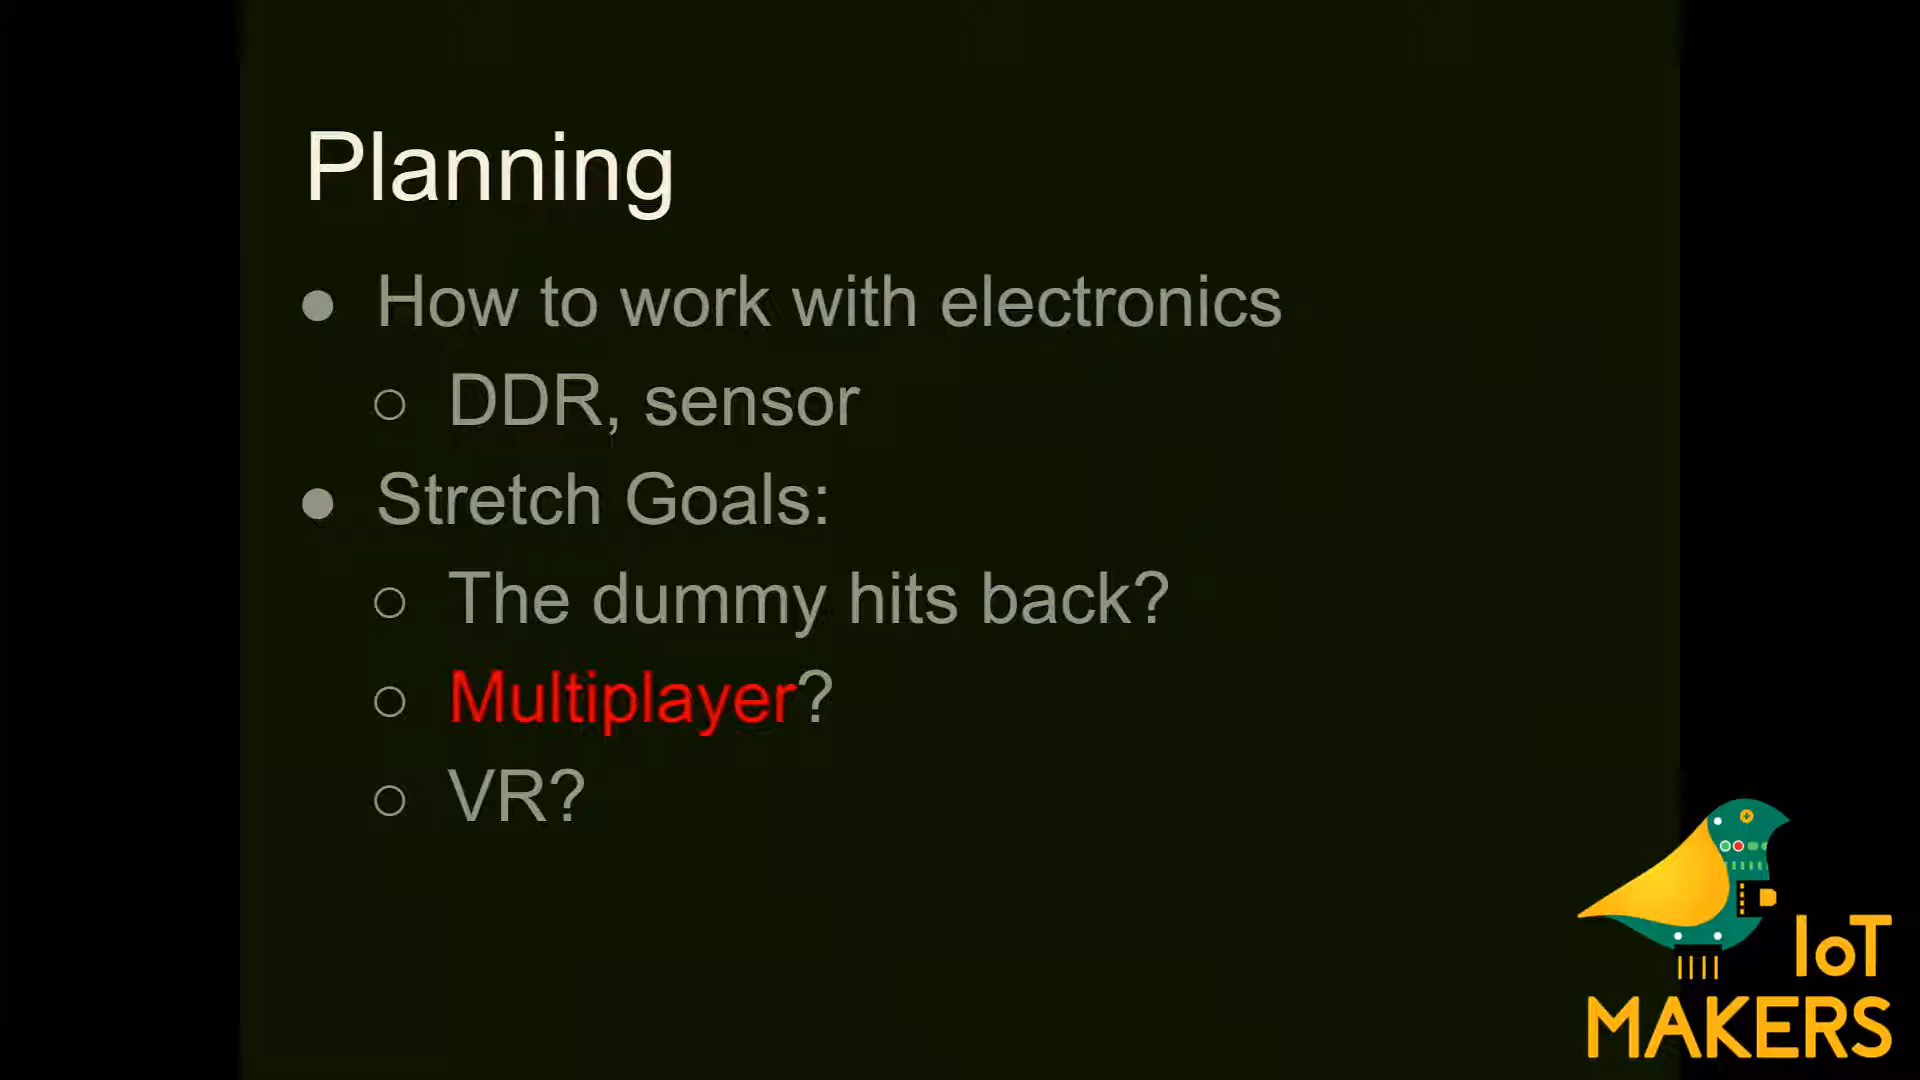 Planning
● How to work with electronics
○ DDR, sensor
● Stretch Goals:
○ The dummy hits back?
○ Multiplayer?
○ VR?
IoT
MAKERS